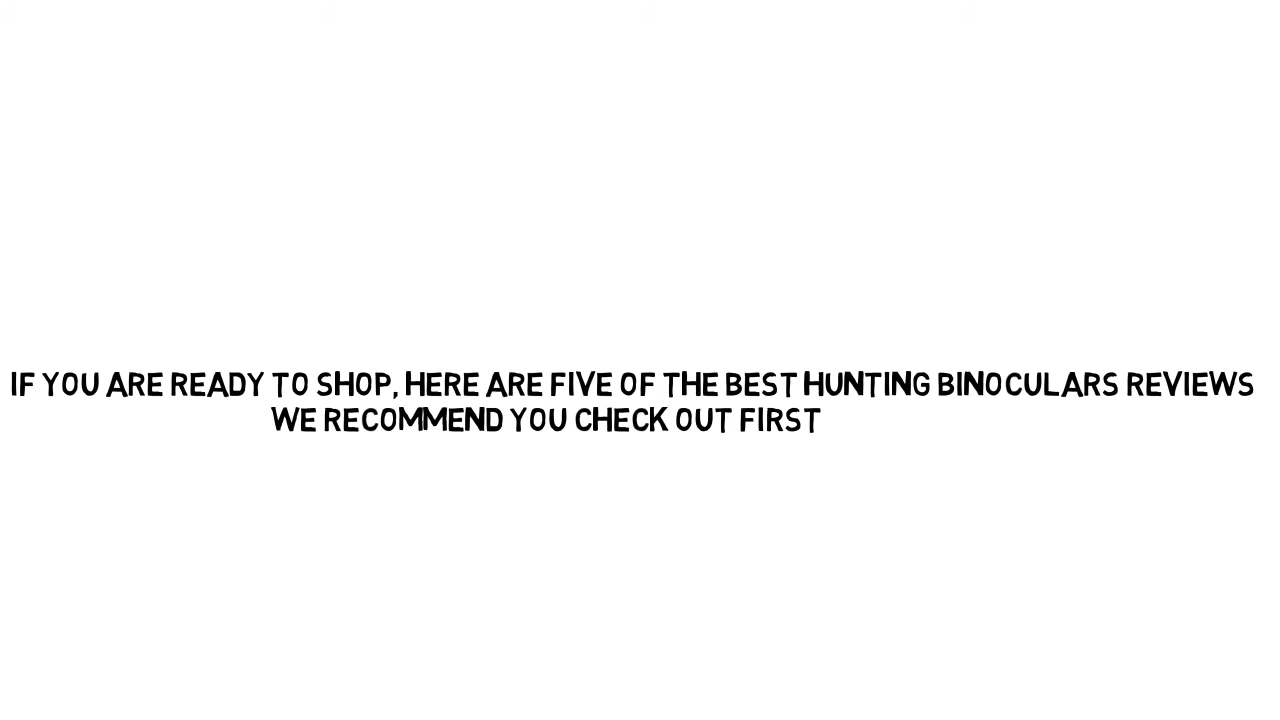 IF YOU ARE READY TO SHOP, HERE ARE FIVE OF THE BEST HUNTING BINOCULARS REVIEWS
WE RECOMMEND YOU CHECK OUT FIRST